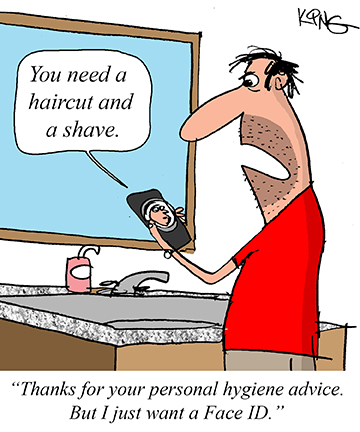 KONG
You need a
haircut and
a shave.
“Thanks for your personal hygiene advice.
But I just want a Face ID.”